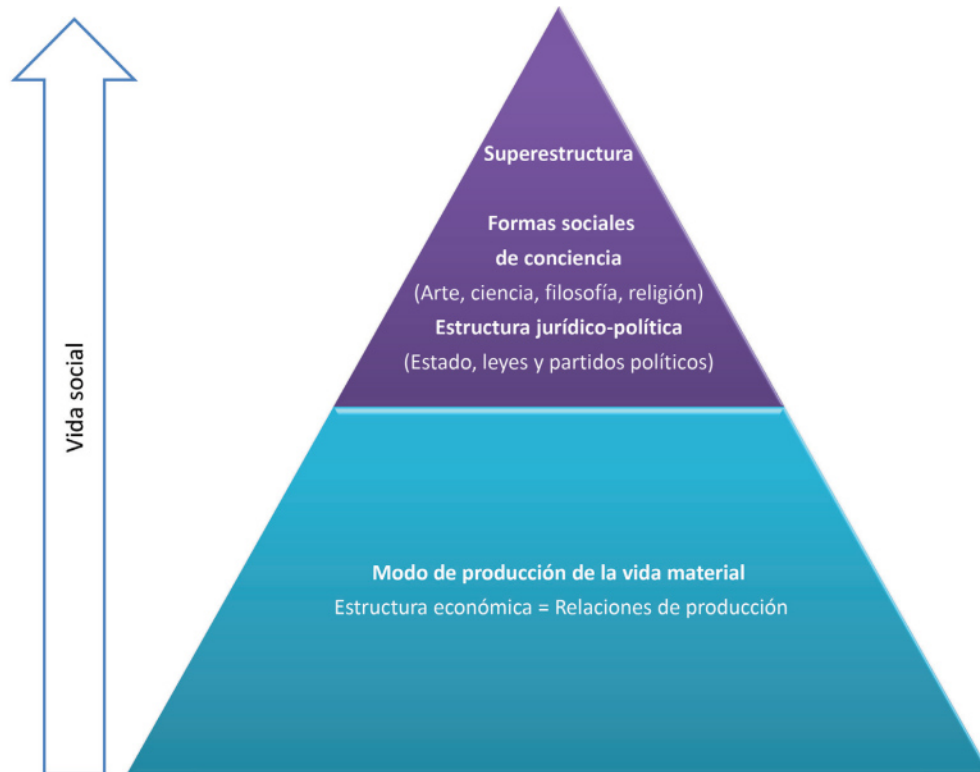 Vida social
Superestructura
Formas sociales
de conciencia
(Arte, ciencia, filosofía, religión)
Estructura jurídico-política
(Estado, leyes y partidos políticos)
Modo de producción de la vida material
Estructura económica = Relaciones de producción